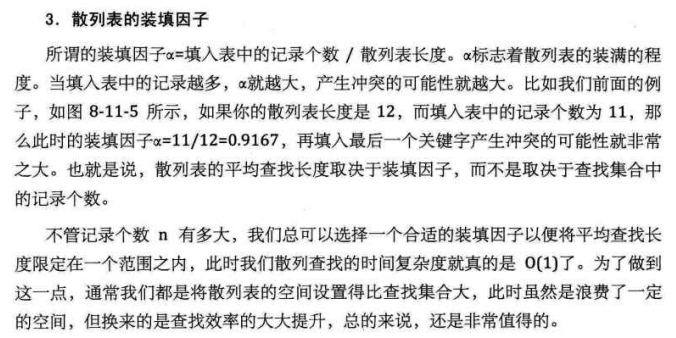 3. 散列表的装填因子
所谓的装填因子α=填入表中的记录个数 / 散列表长度。α标志着散列表的装满的程
度。当填入表中的记录越多，α就越大，产生冲突的可能性就越大。比如我们前面的例
子，如图 8-11-5 所示，如果你的散列表长度是 12，而填入表中的记录个数为 11，那
么此时的装填因子α=11/12=0.9167，再填入最后一个关键字产生冲突的可能性就非常
之大。也就是说，散列表的平均查找长度取决于装填因子，而不是取决于查找集合中
的记录个数。
不管记录个数 n 有多大，我们总可以选择一个合适的装填因子以便将平均查找长
度限定在一个范围之内，此时我们散列查找的时间复杂度就真的是 O(1)了。为了做到
这一点，通常我们都是将散列表的空间设置得比查找集合大，此时虽然是浪费了一定
的空间，但换来的是查找效率的大大提升，总的来说，还是非常值得的。